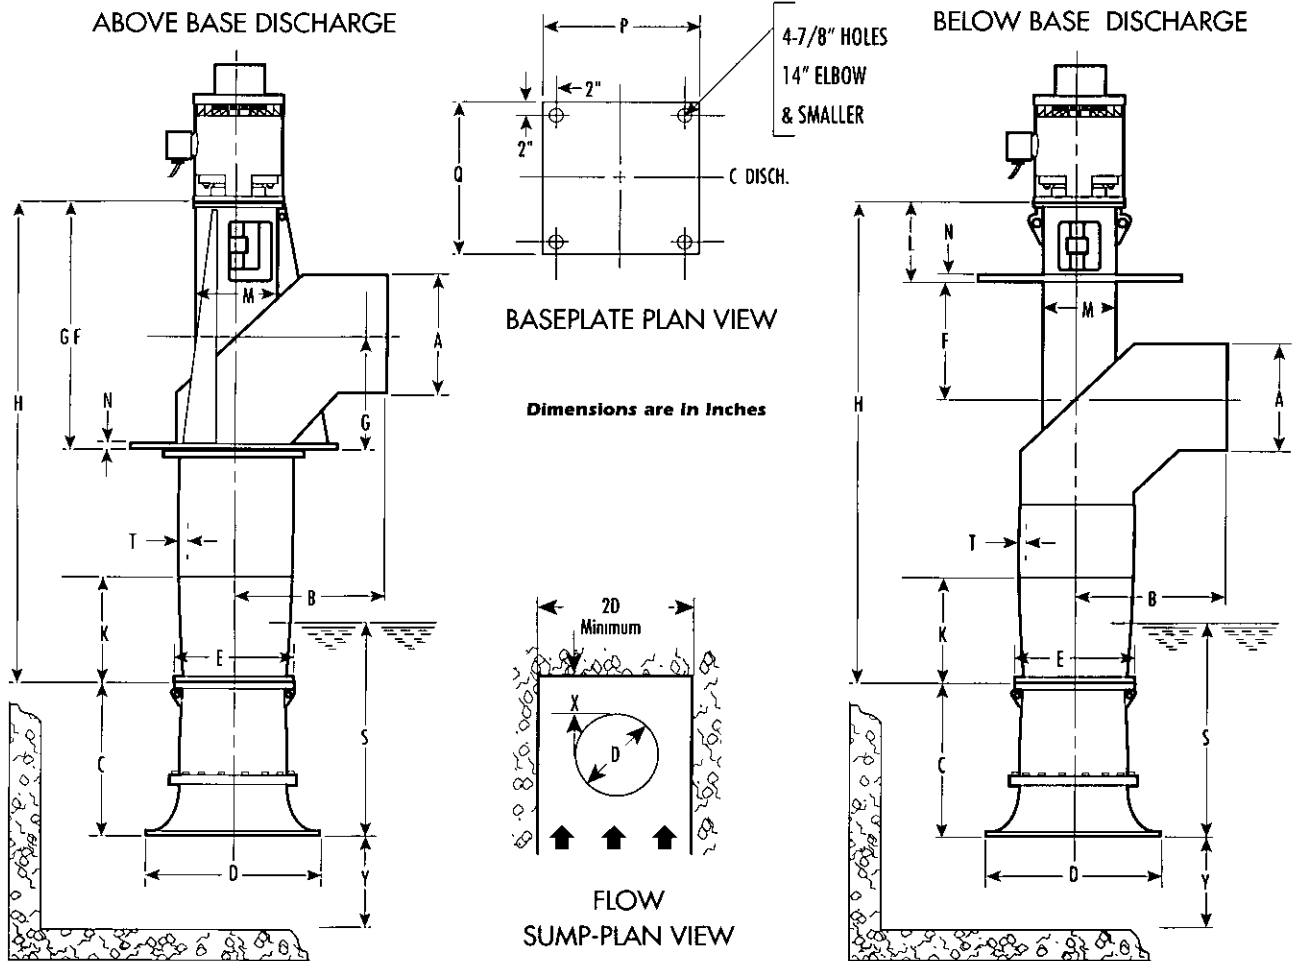 ABOVE BASE DISCHARGE
H
GF
N
M
A
G
T
B
K
E
C
S
D
Y
P
2"
2"
Q
C DISCH.
4-7/8" HOLES
14" ELBOW
& SMALLER
BASEPLATE PLAN VIEW
Dimensions are in Inches
2D
Minimum
X
D
FLOW
SUMP-PLAN VIEW
BELOW BASE DISCHARGE
L
N
M
F
H
A
T
B
K
E
C
S
D
Y